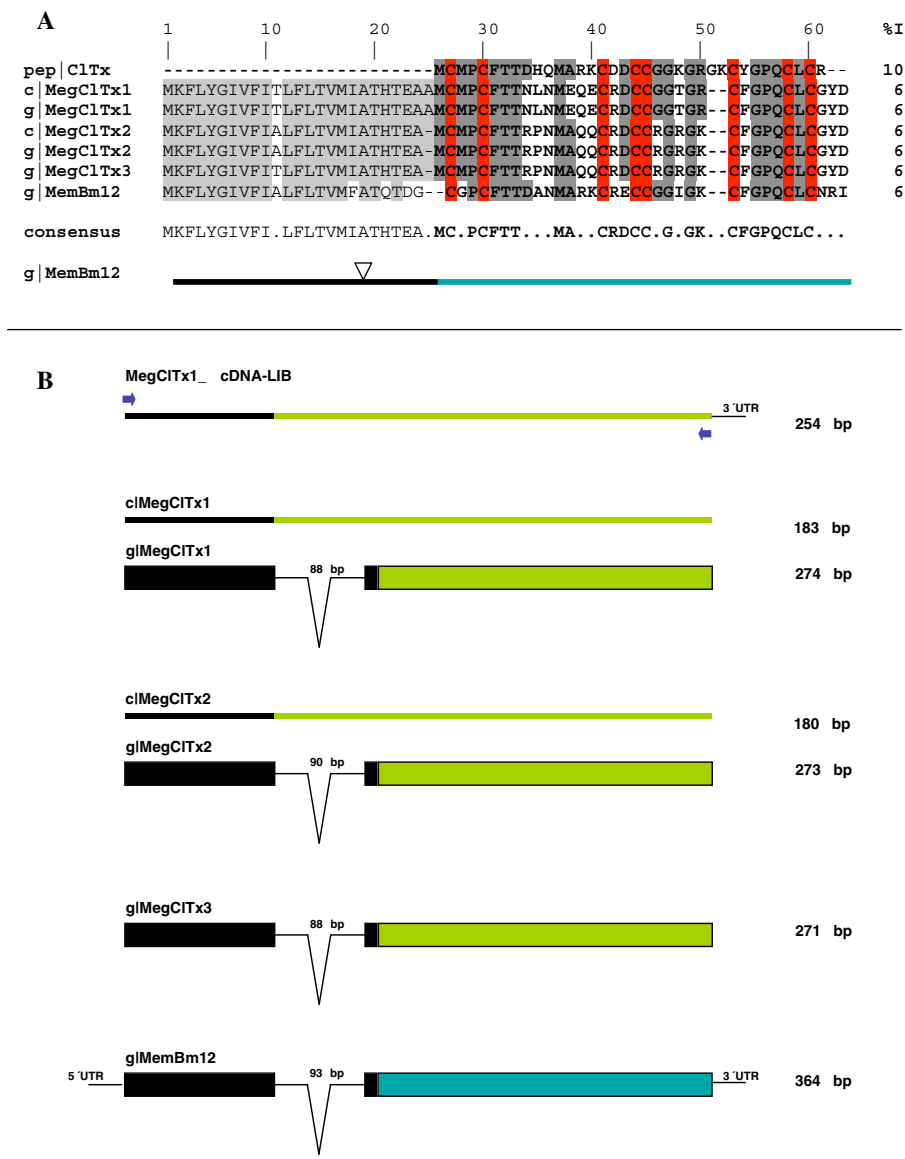 A
1 10 20 30 40 50 60 %I
pep|ClTx -------------------------MCMPCFTTDHQMARKCDDCCGGKGRGKCYGPQCLCR-- 10
c|MegClTx1 MKFLYGIVFITLFLTVMIATHTEAAMCMPCFTTNLNMEQECRDCCGGTGR--CFGPQCLCGYD 6
g|MegClTx1 MKFLYGIVFIALFLTVMIATHTEAAMCMPCFTTNLNMEQECRDCCGGTGR--CFGPQCLCGYD 6
c|MegClTx2 MKFLYGIVFIALFLTVMIATHTEA-MCMPCFTTRPNMAQQCRDCCRGRGK--CFGPQCLCGYD 6
g|MegClTx2 MKFLYGIVFIALFLTVMIATHTEA-MCMPCFTTRPNMAQQCRDCCRGRGK--CFGPQCLCGYD 6
g|MegClTx3 MKFLYGIVFITLFLTVMIATHTEA-MCMPCFTTRPNMAQQCRDCCRGRGK--CFGPQCLCGYD 6
g|MemBm12 MKFLYGIVFIALFLTVMFATQTDG--CGPCFTTDANMARKCRECCGGIGK--CFGPQCLCNRI 6
consensus MKFLYGIVFI.LFLTVMIATHTEA.MC.PCFTT...MA..CRDCC.G.GK..CFGPQCLC...
g|MemBm12
B
MegClTx1_ cDNA-LIB
3´UTR
254 bp
c|MegClTx1
183 bp
g|MegClTx1
88 bp
274 bp
c|MegClTx2
180 bp
g|MegClTx2
90 bp
273 bp
g|MegClTx3
88 bp
271 bp
g|MemBm12
5´UTR
93 bp
3´UTR
364 bp